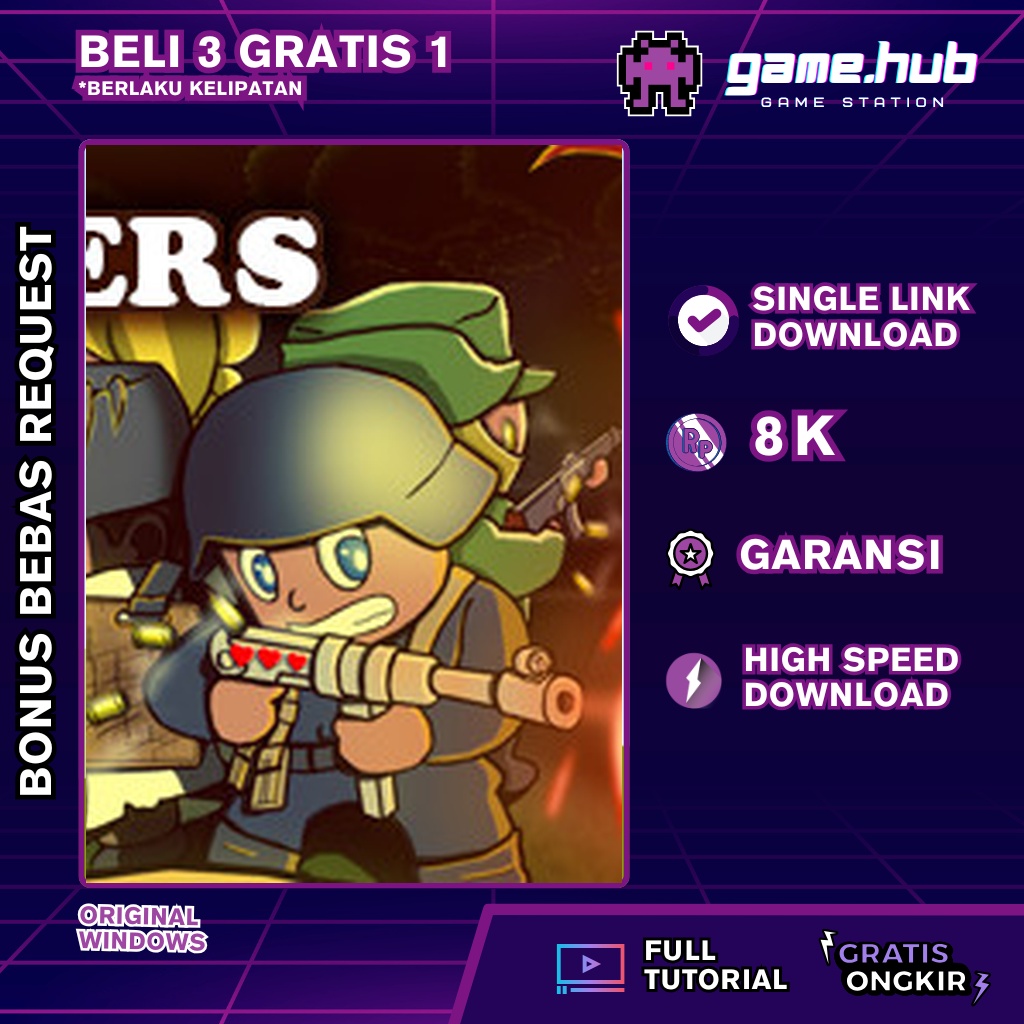 BELI 3 GRATIS 1
*BERLAKU KELIPATAN
game.hub
GAME STATION
BONUS BEBAS REQUEST
ERS
SINGLE LINK
DOWNLOAD
Rp
8K
GARANSI
HIGH SPEED
DOWNLOAD
ORIGINAL
WINDOWS
FULL
TUTORIAL
GRATIS
ONGKIR